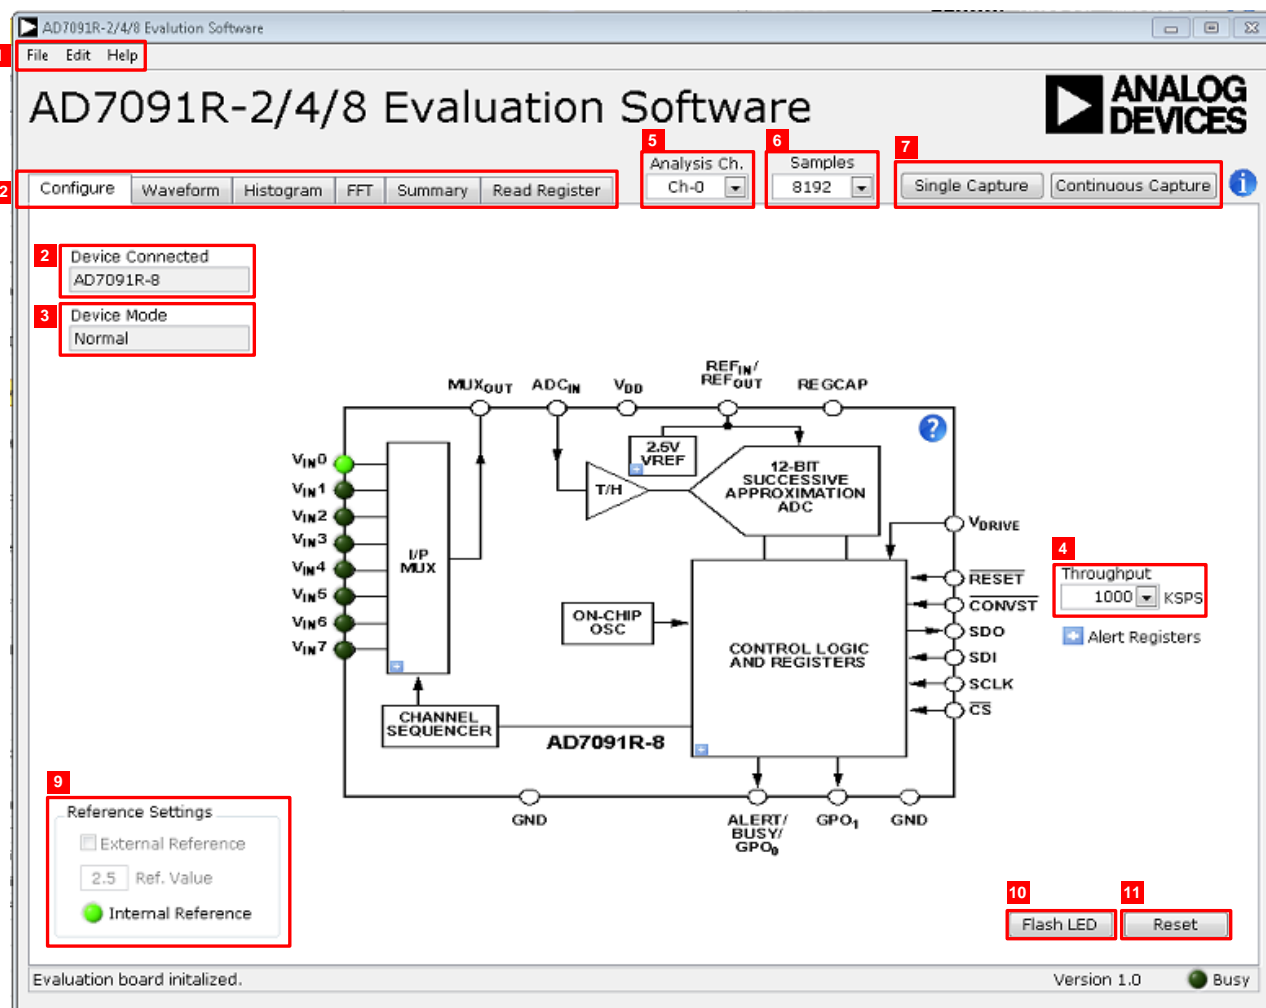 AD7091R-2/4/8 Evalution Software
1
File Edit Help
AD7091R-2/4/8 Evaluation Software
ANALOG
DEVICES
5
6
7
Analysis Ch.
Samples
2
Configure Waveform Histogram FFT Summary Read Register
Ch-0
8192
Single Capture Continuous Capture
i
2
Device Connected
AD7091R-8
3
Device Mode
Normal
MUXOUT ADCIN VDD REFIN/
REFOUT REGCAP
?
2.5V
VREF
T/H
12-BIT
SUCCESSIVE
APPROXIMATION
ADC
VIN0
VIN1
VIN2
VIN3
VIN4
VIN5
VIN6
VIN7
I/P
MUX
VDRIVE
RESET
CONVST
SDO
SDI
SCLK
CS
4
Throughput
1000 KSPS
+ Alert Registers
ON-CHIP
OSC
CONTROL LOGIC
AND REGISTERS
CHANNEL
SEQUENCER
AD7091R-8
GND
ALERT/
BUSY/
GPO0
GPO1
GND
9
Reference Settings
External Reference
2.5 Ref. Value
Internal Reference
10
Flash LED
11
Reset
Evaluation board initalized.
Version 1.0
Busy